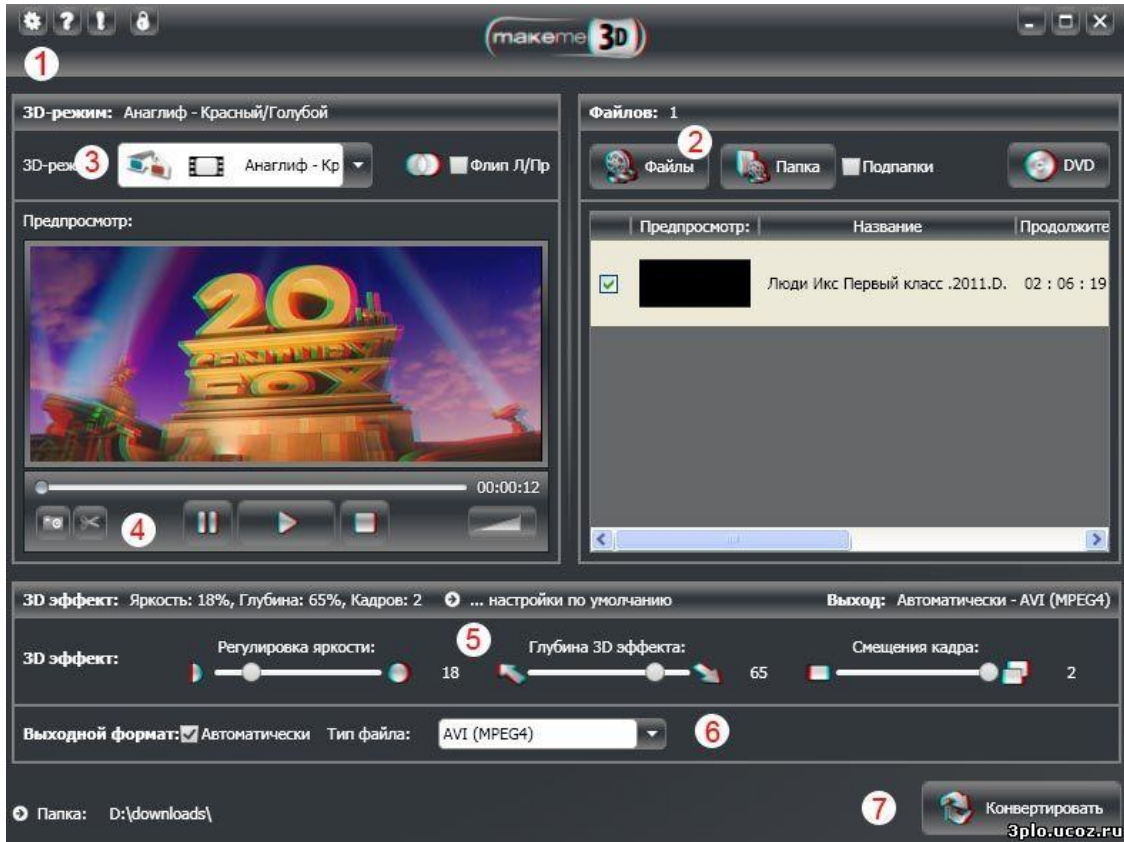 makeme 3D
1
3D-режим: Анаглиф - Красный/Голубой
3D-реж
3
Анаглиф - Кр
Флип Л/Пр
Предпросмотр:
20
CENTURY
FOX
00:00:12
4
Файлов: 1
2
Файлы
Папка
Подпапки
DVD
Предпросмотр: Название Продолжите
Люди Икс Первый класс .2011.D. 02 : 06 : 19
3D эффект: Яркость: 18%, Глубина: 65%, Кадров: 2 ... настройки по умолчанию Выход: Автоматически - AVI (MPEG4)
5
Регулировка яркости: Глубина 3D эффекта: Смещения кадра:
3D эффект: 18 65 2
Выходной формат: Автоматически Тип файла: AVI (MPEG4)
6
Папка: D:\downloads\
7
Конвертировать
3plo.ucoz.ru